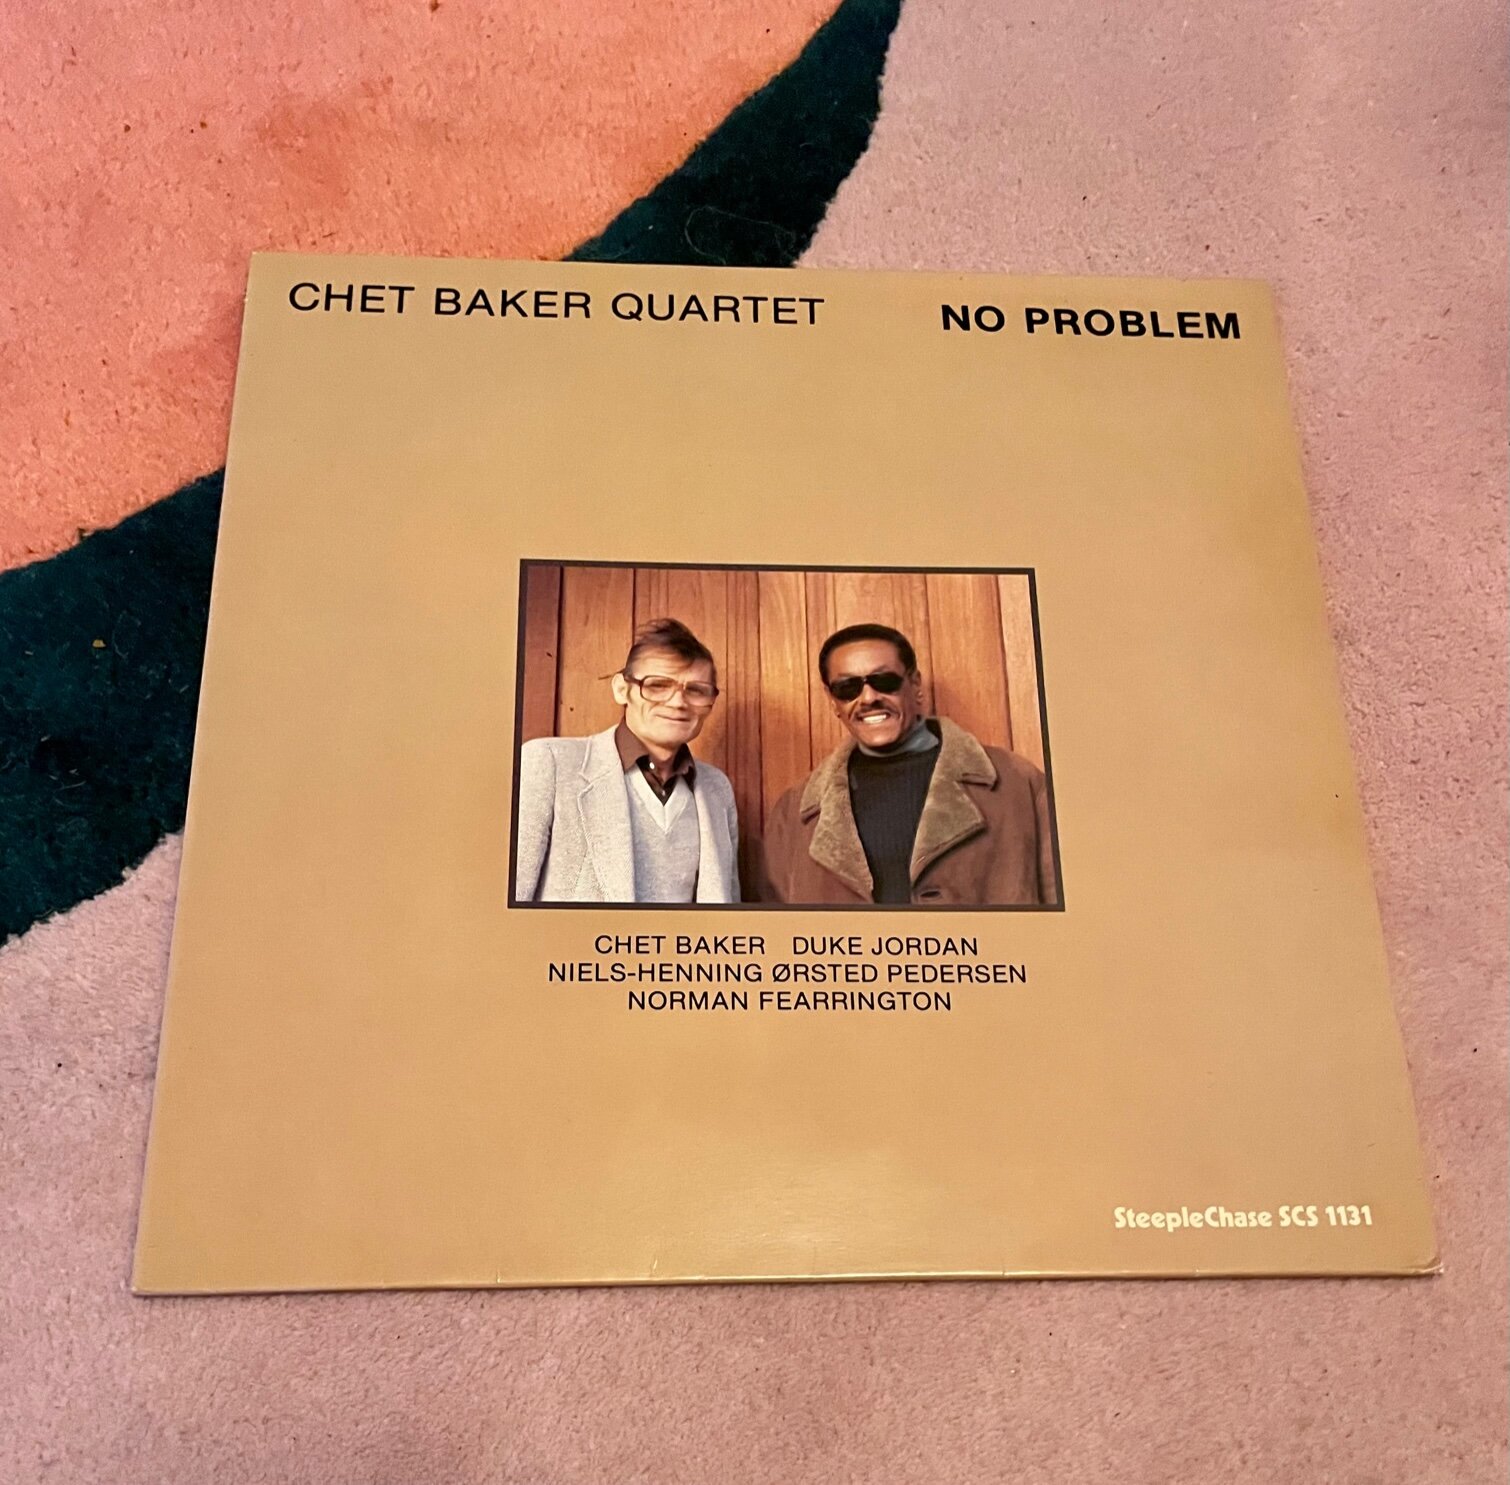 CHET BAKER QUARTET NO PROBLEM
CHET BAKER DUKE JORDAN
NIELS-HENNING ØRSTED PEDERSEN
NORMAN FEARRINGTON
SteepleChase SCS 1131